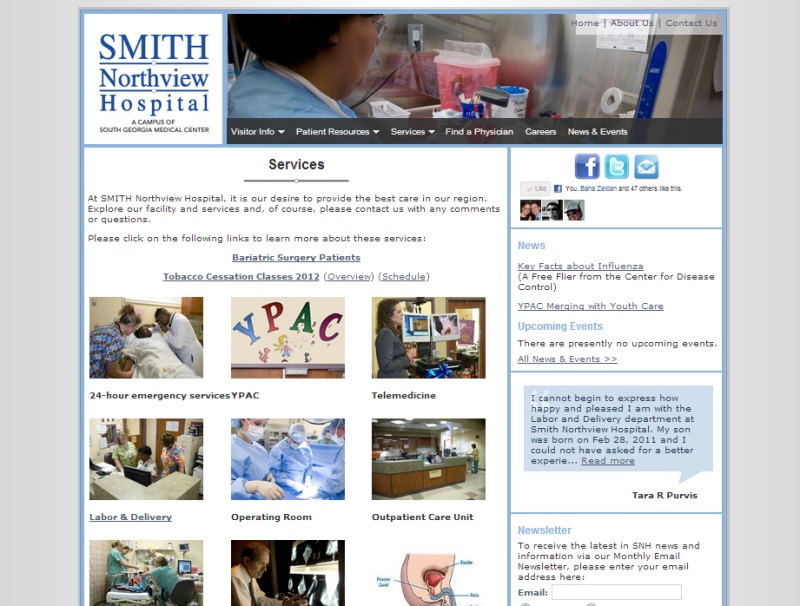 SMITH
Northview
Hospital
A CAMPUS OF
SOUTH GEORGIA MEDICAL CENTER
Home | About Us | Contact Us
Visitor Info Patient Resources Services Find a Physician Careers News & Events
Services
At SMITH Northview Hospital, it is our desire to provide the best care in our region.
Explore our facility and services and, of course, please contact us with any comments
or questions.
Please click on the following links to learn more about these services:
Bariatric Surgery Patients
Tobacco Cessation Classes 2012 (Overview) (Schedule)
YPAC
24-hour emergency services YPAC Telemedicine
Labor & Delivery Operating Room Outpatient Care Unit
Bladder
Prostate
Gland
Penis
Like You, Bana Zeidan and 47 others like this.
News
Key Facts about Influenza
(A Free Flier from the Center for Disease
Control)
YPAC Merging with Youth Care
Upcoming Events
There are presently no upcoming events.
All News & Events >>
I cannot begin to express how
happy and pleased I am with the
Labor and Delivery department at
Smith Northview Hospital. My son
was born on Feb 28, 2011 and I
could not have asked for a better
experie... Read more
Tara R Purvis
Newsletter
To receive the latest in SNH news and
information via our Monthly Email
Newsletter, please enter your email
address here:
Email: